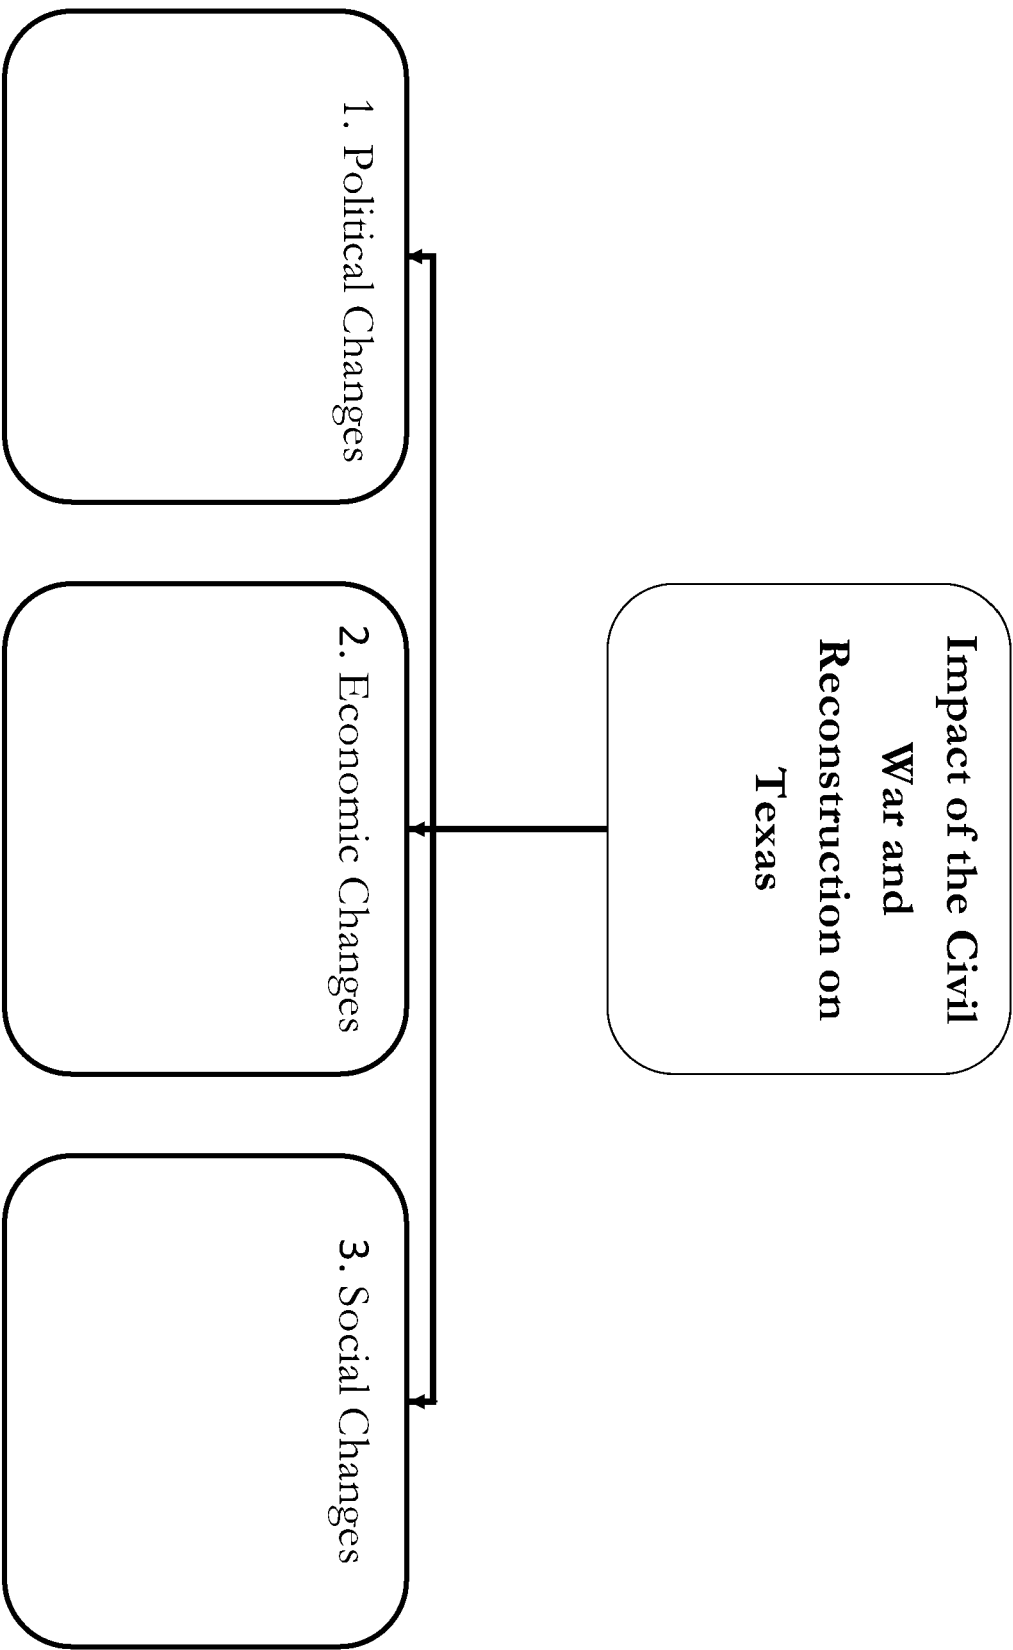 Impact of the Civil
War and
Reconstruction on
Texas
1. Political Changes
2. Economic Changes
3. Social Changes